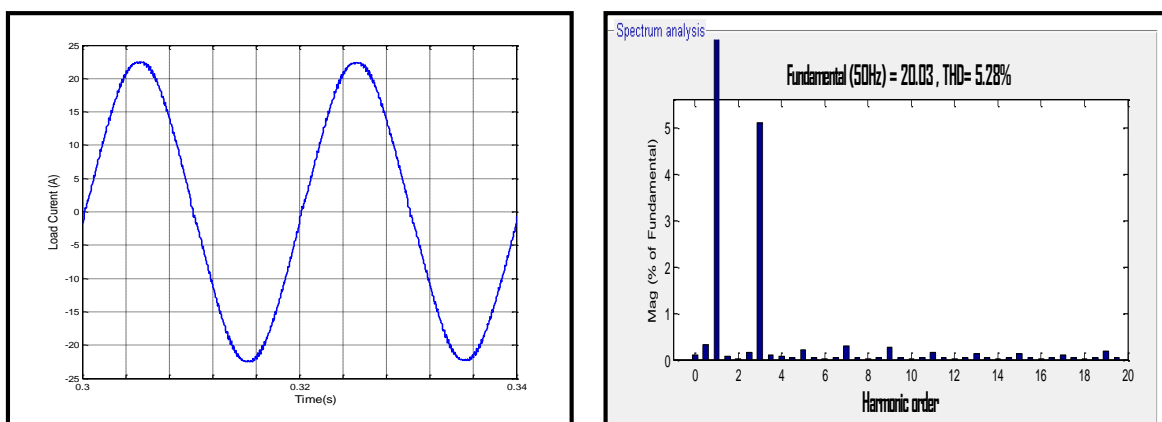 25
20
15
10
5
0
-5
-10
-15
-20
-25
Load Curent (A)
0.3
0.32
0.34
Time(s)
Spectrum analysis
Fundamental (50Hz) = 20.03 , THD= 5.28%
5
4
3
2
1
0
Mag (% of Fundamental)
0 2 4 6 8 10 12 14 16 18 20
Harmonic order